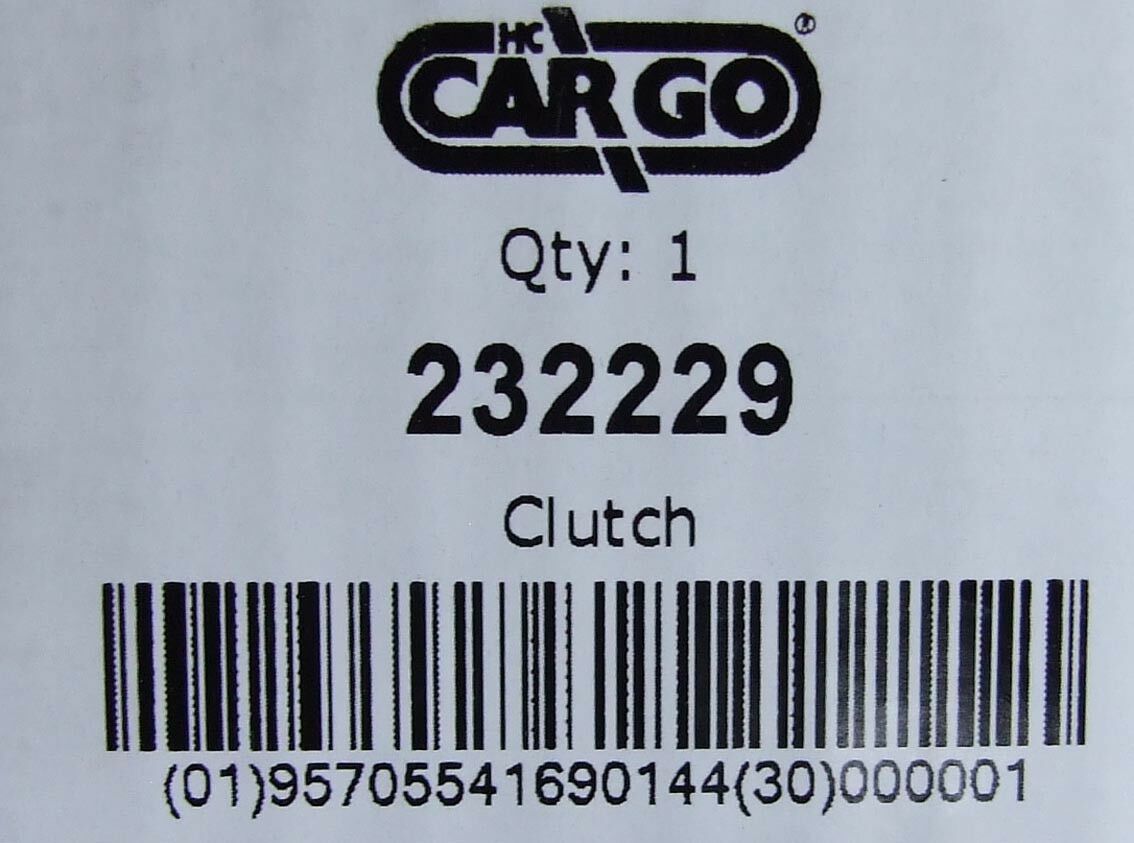 HC
CARGO®
Qty: 1
232229
Clutch
(01)95705541690144(30)000001